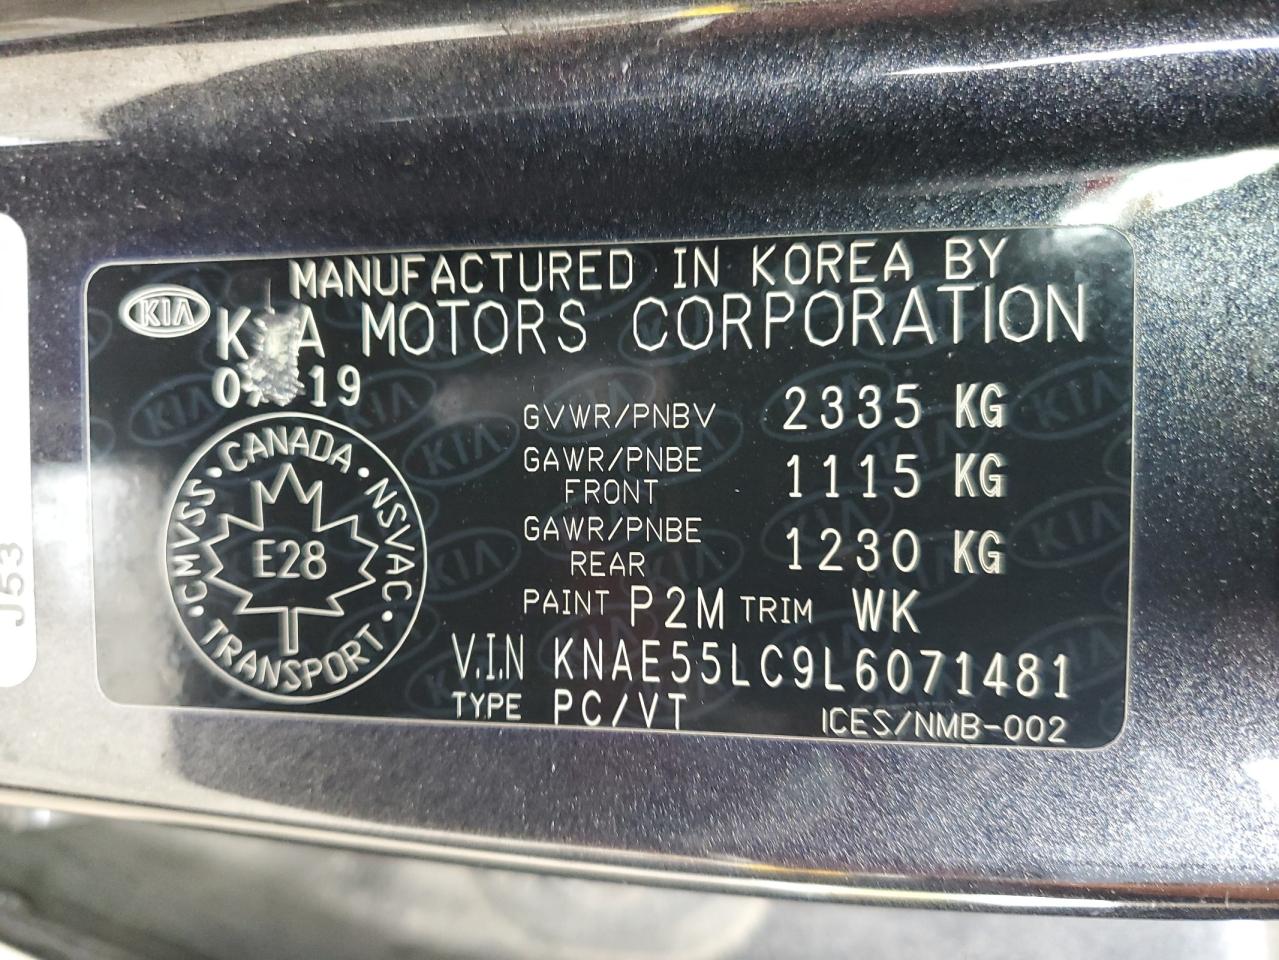 MANUFACTURED IN KOREA BY
KIA
KIA MOTORS CORPORATION
19
GVWR/PNBV 2335 KG
GAWR/PNBE FRONT 1115 KG
GAWR/PNBE REAR 1230 KG
PAINT P2M TRIM WK
V.I.N KNAE55LC9L6071481
TYPE PC/VT
ICES/NMB-002
· CANADA · NSVAC · TRANSPORT · CMVSS
E28
J53